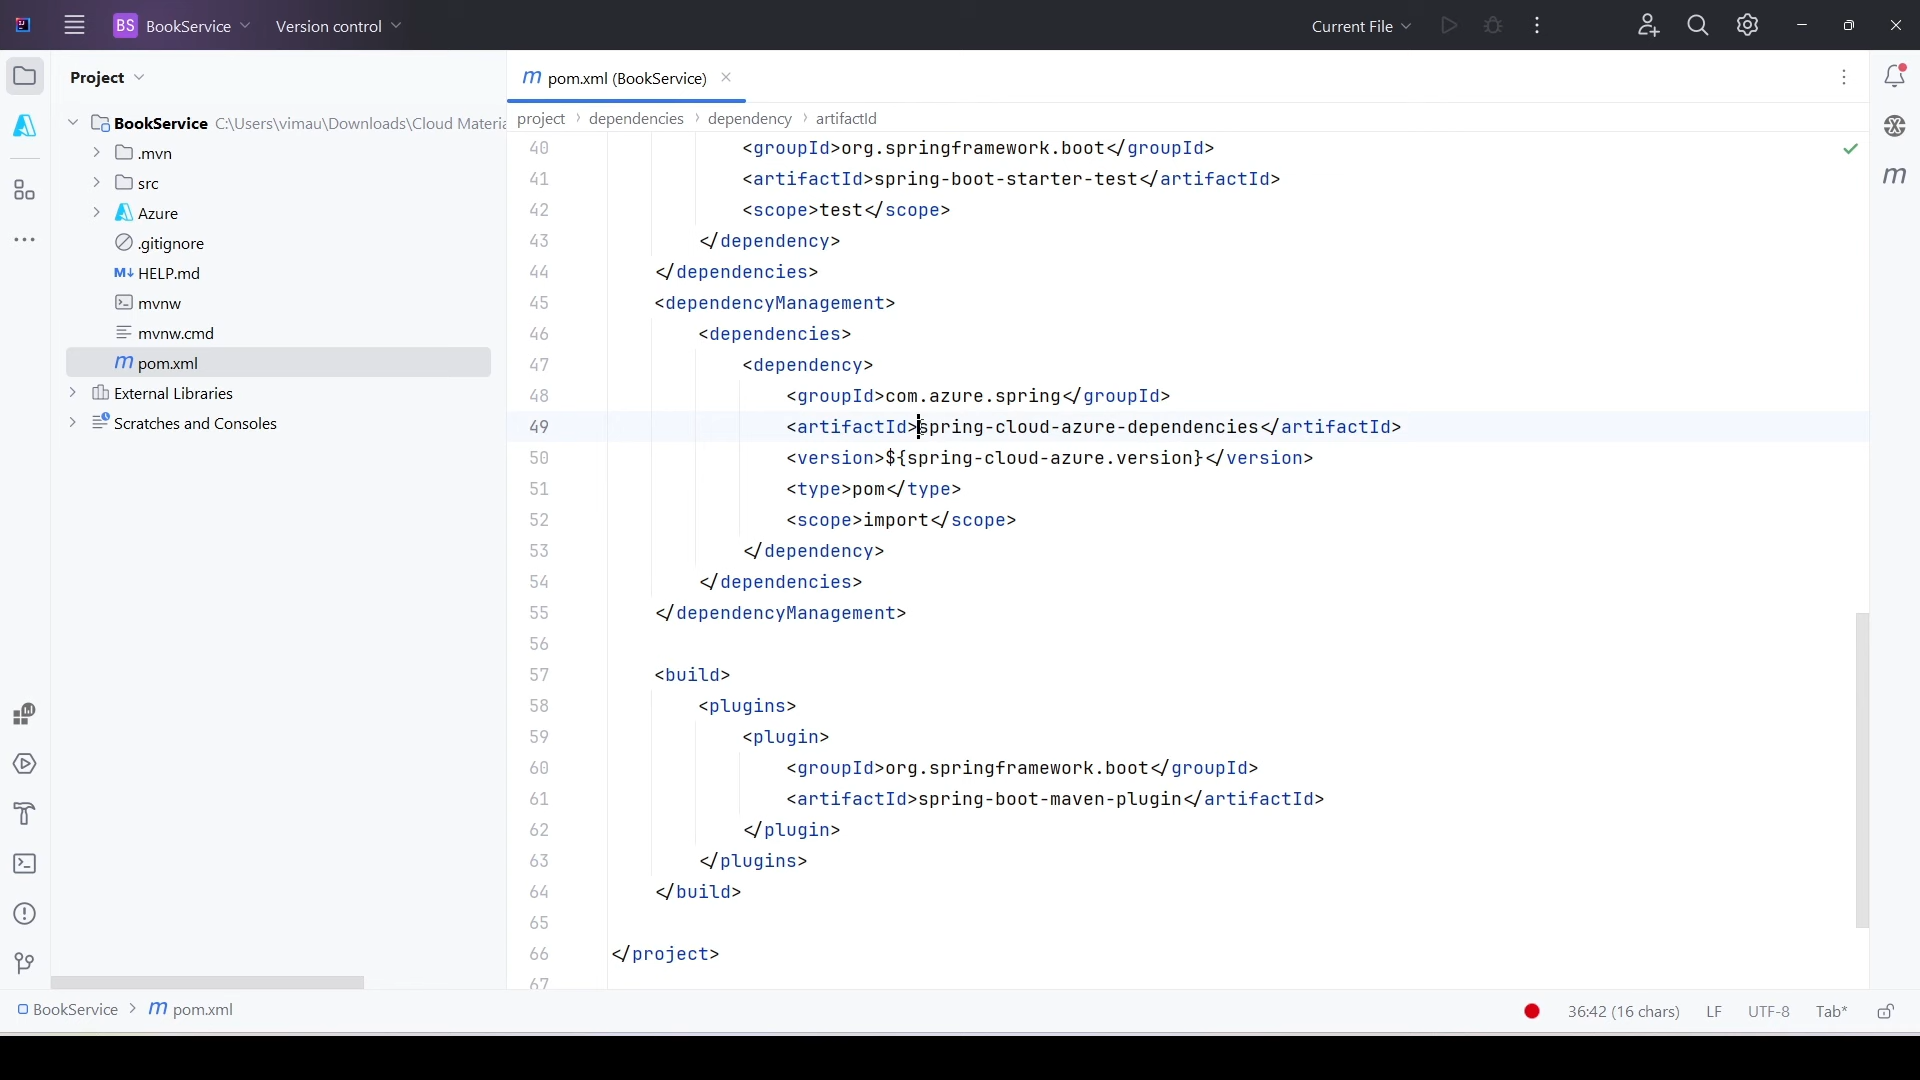 BS BookService Version control Current File
Project
pom.xml (BookService)
BookService C:\Users\vimau\Downloads\Cloud Materia
.mvn
src
Azure
.gitignore
M↓ HELP.md
mvnw
mvnw.cmd
m pom.xml
External Libraries
Scratches and Consoles
project › dependencies › dependency › artifactId
40 <groupId>org.springframework.boot</groupId>
41 <artifactId>spring-boot-starter-test</artifactId>
42 <scope>test</scope>
43 </dependency>
44 </dependencies>
45 <dependencyManagement>
46 <dependencies>
47 <dependency>
48 <groupId>com.azure.spring</groupId>
49 <artifactId>spring-cloud-azure-dependencies</artifactId>
50 <version>${spring-cloud-azure.version}</version>
51 <type>pom</type>
52 <scope>import</scope>
53 </dependency>
54 </dependencies>
55 </dependencyManagement>
56
57 <build>
58 <plugins>
59 <plugin>
60 <groupId>org.springframework.boot</groupId>
61 <artifactId>spring-boot-maven-plugin</artifactId>
62 </plugin>
63 </plugins>
64 </build>
65
66 </project>
67
BookService › m pom.xml 36:42 (16 chars) LF UTF-8 Tab*